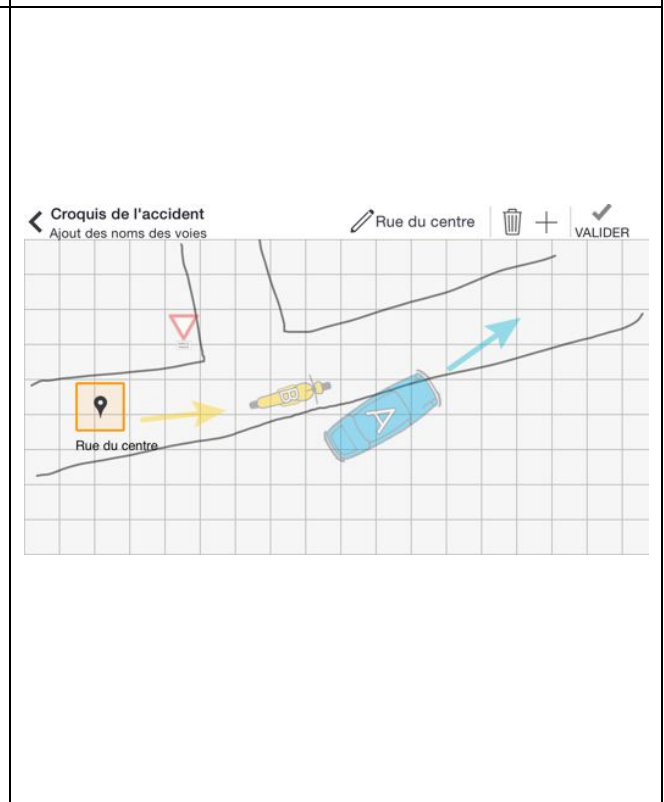 Croquis de l'accident
Ajout des noms des voies
Rue du centre
VALIDER
B
A
Rue du centre